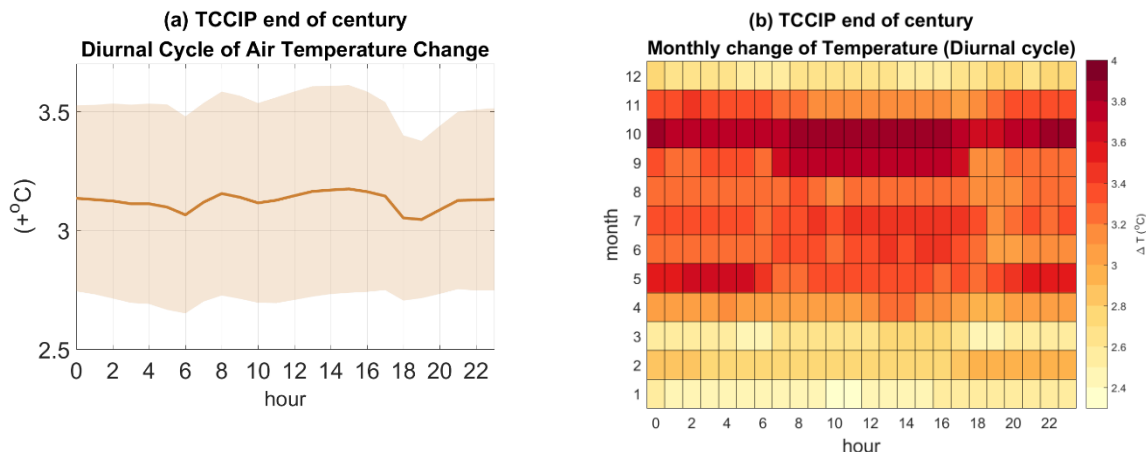 (a) TCCIP end of century
Diurnal Cycle of Air Temperature Change
3.5
3
2.5
(+°C)
0 2 4 6 8 10 12 14 16 18 20 22
hour
(b) TCCIP end of century
Monthly change of Temperature (Diurnal cycle)
12
11
10
9
8
7
6
5
4
3
2
1
month
0 2 4 6 8 10 12 14 16 18 20 22
hour
4
3.8
3.6
3.4
3.2
3
2.8
2.6
2.4
Δ T (°C)